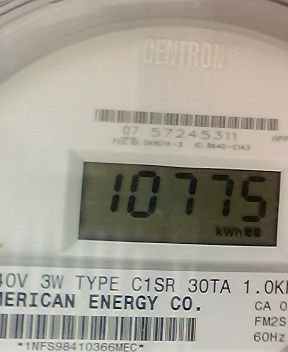 CENTRON®
07 57245311
10775
kWh
40V 3W TYPE C1SR 30TA 1.0K
MERICAN ENERGY CO.
CA 0
FM2S
60Hz
*1NFS98410366MEC*